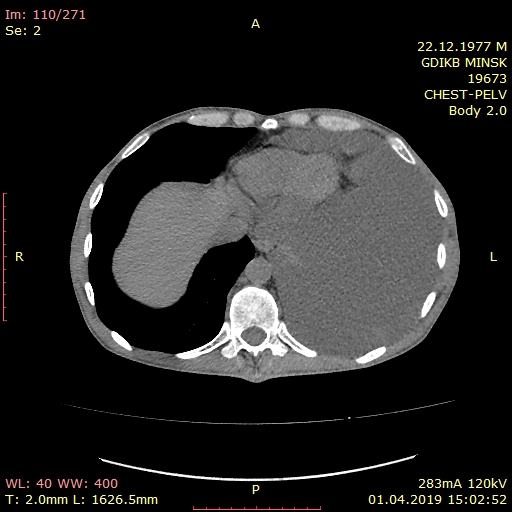 Im: 110/271
Se: 2
A
22.12.1977 M
GDIKB MINSK
19673
CHEST-PELV
Body 2.0
R
L
WL: 40 WW: 400
T: 2.0mm L: 1626.5mm
P
283mA 120kV
01.04.2019 15:02:52